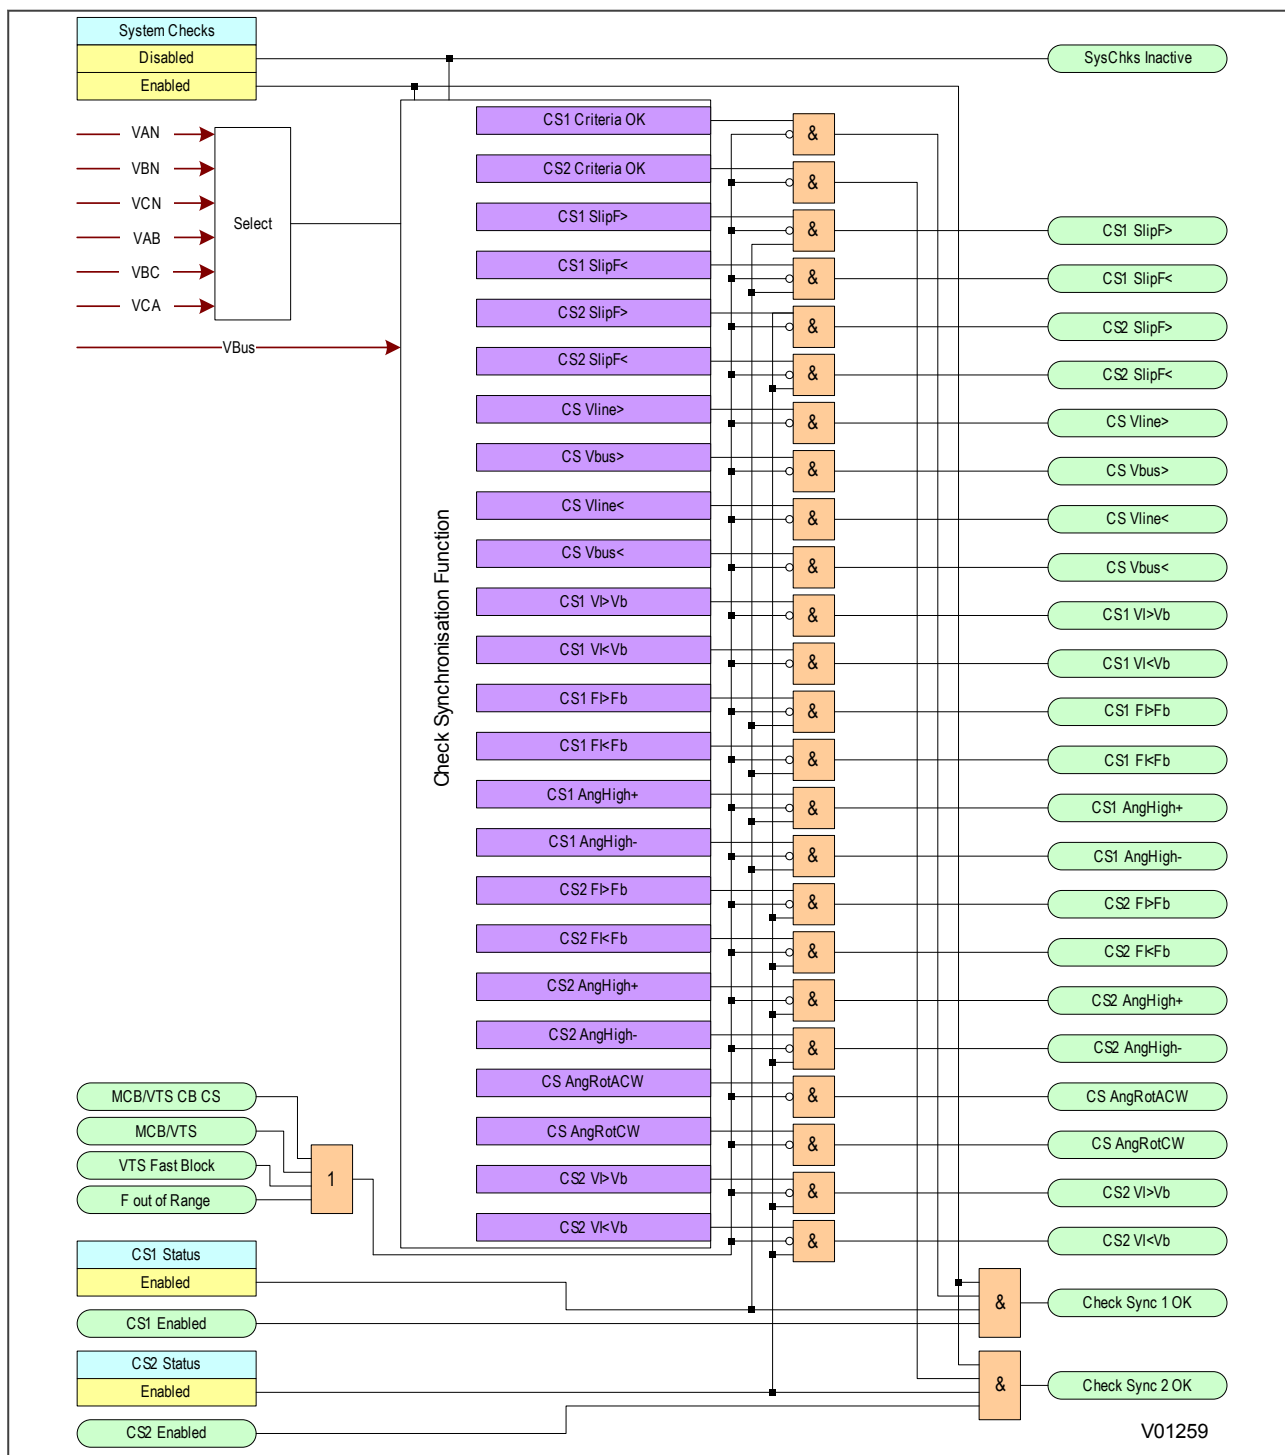 System Checks
Disabled
Enabled
SysChks Inactive
VAN
VBN
VCN
VAB
VBC
VCA
Select
VBus
Check Synchronisation Function
CS1 Criteria OK
&
CS2 Criteria OK
&
CS1 SlipF>
&
CS1 SlipF>
CS1 SlipF<
&
CS1 SlipF<
CS2 SlipF>
&
CS2 SlipF>
CS2 SlipF<
&
CS2 SlipF<
CS Vline>
&
CS Vline>
CS Vbus>
&
CS Vbus>
CS Vline<
&
CS Vline<
CS Vbus<
&
CS Vbus<
CS1 Vl>Vb
&
CS1 Vl>Vb
CS1 Vl<Vb
&
CS1 Vl<Vb
CS1 Fl>Fb
&
CS1 Fl>Fb
CS1 Fl<Fb
&
CS1 Fl<Fb
CS1 AngHigh+
&
CS1 AngHigh+
CS1 AngHigh-
&
CS1 AngHigh-
CS2 Fl>Fb
&
CS2 Fl>Fb
CS2 Fl<Fb
&
CS2 Fl<Fb
CS2 AngHigh+
&
CS2 AngHigh+
CS2 AngHigh-
&
CS2 AngHigh-
CS AngRotACW
&
CS AngRotACW
CS AngRotCW
&
CS AngRotCW
CS2 Vl>Vb
&
CS2 Vl>Vb
CS2 Vl<Vb
&
CS2 Vl<Vb
MCB/VTS CB CS
MCB/VTS
VTS Fast Block
F out of Range
1
CS1 Status
Enabled
CS1 Enabled
&
Check Sync 1 OK
CS2 Status
Enabled
CS2 Enabled
&
Check Sync 2 OK
V01259